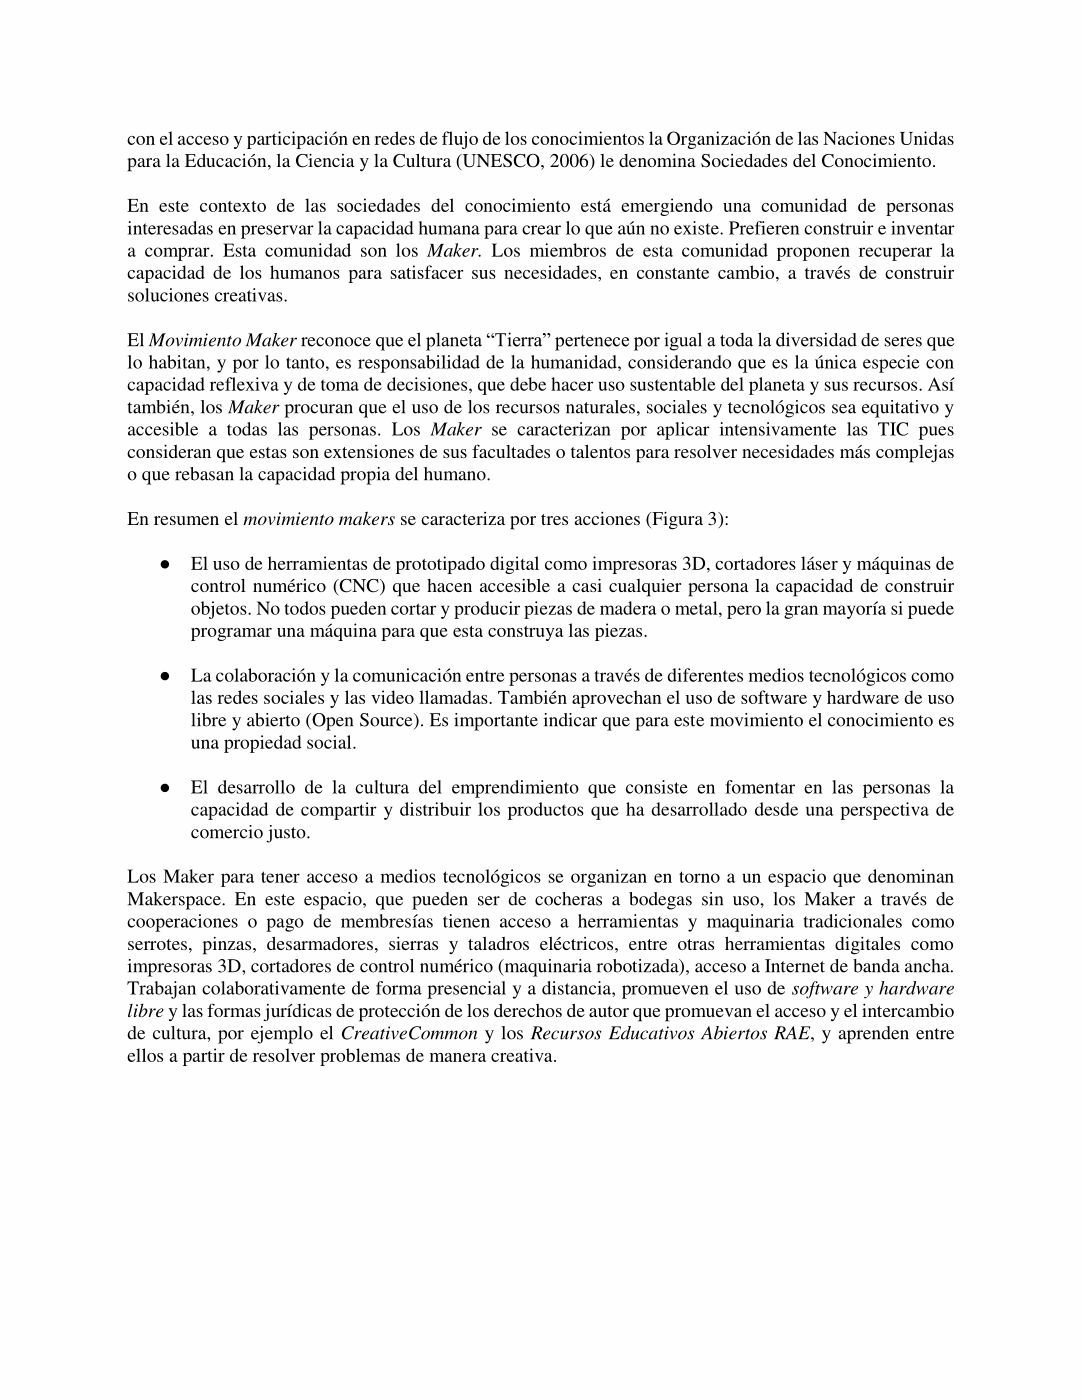 con el acceso y participación en redes de flujo de los conocimientos la Organización de las Naciones Unidas
para la Educación, la Ciencia y la Cultura (UNESCO, 2006) le denomina Sociedades del Conocimiento.
En este contexto de las sociedades del conocimiento está emergiendo una comunidad de personas
interesadas en preservar la capacidad humana para crear lo que aún no existe. Prefieren construir e inventar
a comprar. Esta comunidad son los Maker. Los miembros de esta comunidad proponen recuperar la
capacidad de los humanos para satisfacer sus necesidades, en constante cambio, a través de construir
soluciones creativas.
El Movimiento Maker reconoce que el planeta “Tierra” pertenece por igual a toda la diversidad de seres que
lo habitan, y por lo tanto, es responsabilidad de la humanidad, considerando que es la única especie con
capacidad reflexiva y de toma de decisiones, que debe hacer uso sustentable del planeta y sus recursos. Así
también, los Maker procuran que el uso de los recursos naturales, sociales y tecnológicos sea equitativo y
accesible a todas las personas. Los Maker se caracterizan por aplicar intensivamente las TIC pues
consideran que estas son extensiones de sus facultades o talentos para resolver necesidades más complejas
o que rebasan la capacidad propia del humano.
En resumen el movimiento makers se caracteriza por tres acciones (Figura 3):
● El uso de herramientas de prototipado digital como impresoras 3D, cortadores láser y máquinas de
control numérico (CNC) que hacen accesible a casi cualquier persona la capacidad de construir
objetos. No todos pueden cortar y producir piezas de madera o metal, pero la gran mayoría si puede
programar una máquina para que esta construya las piezas.
● La colaboración y la comunicación entre personas a través de diferentes medios tecnológicos como
las redes sociales y las video llamadas. También aprovechan el uso de software y hardware de uso
libre y abierto (Open Source). Es importante indicar que para este movimiento el conocimiento es
una propiedad social.
● El desarrollo de la cultura del emprendimiento que consiste en fomentar en las personas la
capacidad de compartir y distribuir los productos que ha desarrollado desde una perspectiva de
comercio justo.
Los Maker para tener acceso a medios tecnológicos se organizan en torno a un espacio que denominan
Makerspace. En este espacio, que pueden ser de cocheras a bodegas sin uso, los Maker a través de
cooperaciones o pago de membresías tienen acceso a herramientas y maquinaria tradicionales como
serrotes, pinzas, desarmadores, sierras y taladros eléctricos, entre otras herramientas digitales como
impresoras 3D, cortadores de control numérico (maquinaria robotizada), acceso a Internet de banda ancha.
Trabajan colaborativamente de forma presencial y a distancia, promueven el uso de software y hardware
libre y las formas jurídicas de protección de los derechos de autor que promuevan el acceso y el intercambio
de cultura, por ejemplo el CreativeCommon y los Recursos Educativos Abiertos RAE, y aprenden entre
ellos a partir de resolver problemas de manera creativa.